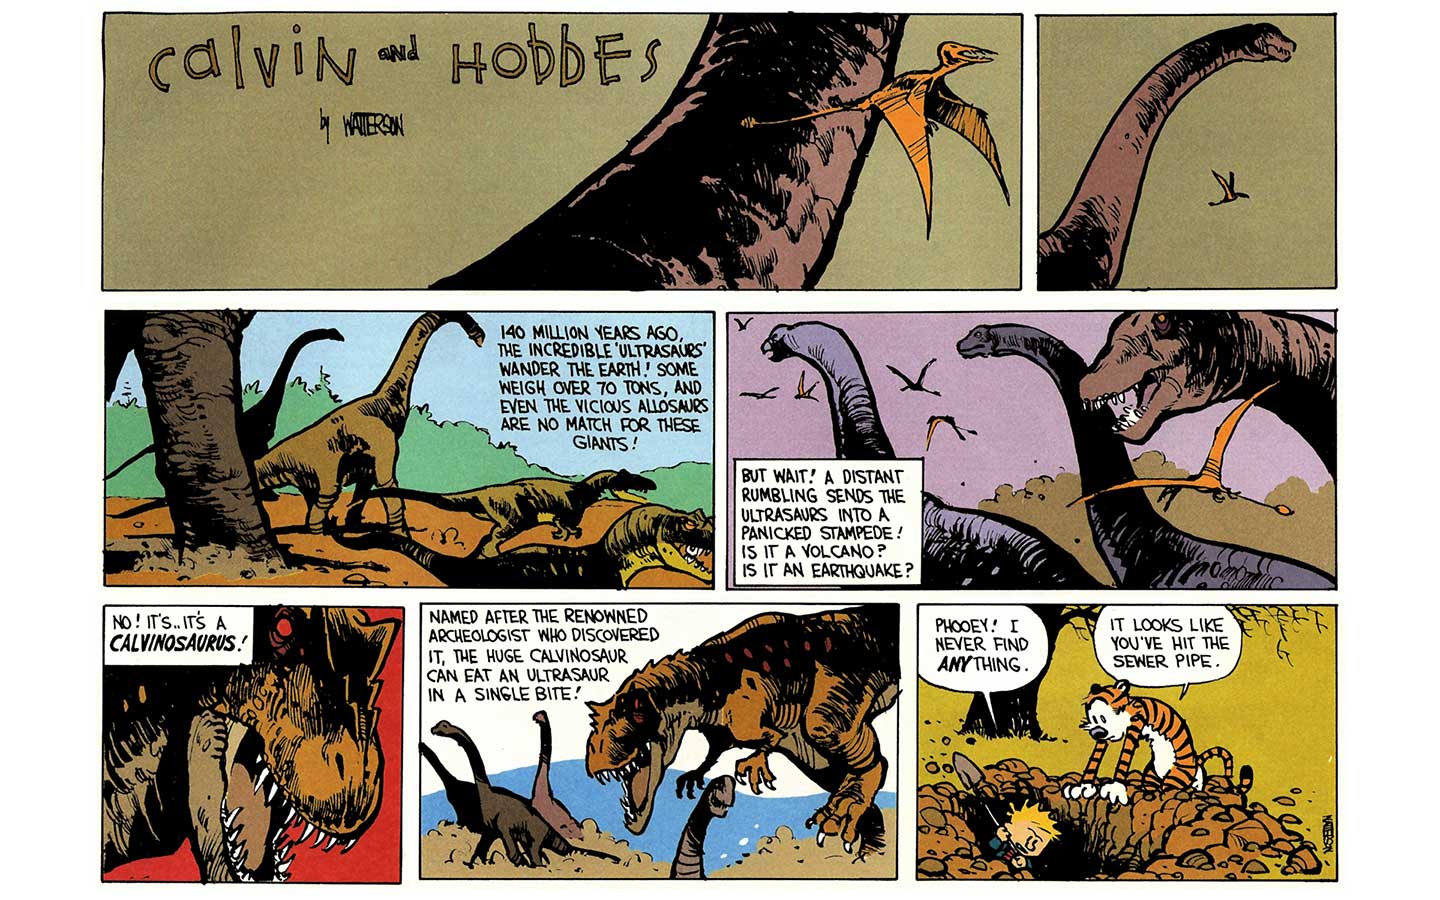 CALVIN and HOBBES
by WATTERSON
140 MILLION YEARS AGO,
THE INCREDIBLE 'ULTRASAURS'
WANDER THE EARTH! SOME
WEIGH OVER 70 TONS, AND
EVEN THE VICIOUS ALLOSAURS
ARE NO MATCH FOR THESE
GIANTS!
BUT WAIT! A DISTANT
RUMBLING SENDS THE
ULTRASAURS INTO A
PANICKED STAMPEDE!
IS IT A VOLCANO?
IS IT AN EARTHQUAKE?
NO! IT'S..IT'S A
CALVINOSAURUS!
NAMED AFTER THE RENOWNED
ARCHEOLOGIST WHO DISCOVERED
IT, THE HUGE CALVINOSAUR
CAN EAT AN ULTRASAUR
IN A SINGLE BITE!
PHOOEY! I
NEVER FIND
ANYTHING.
IT LOOKS LIKE
YOU'VE HIT THE
SEWER PIPE.
WATTERSON